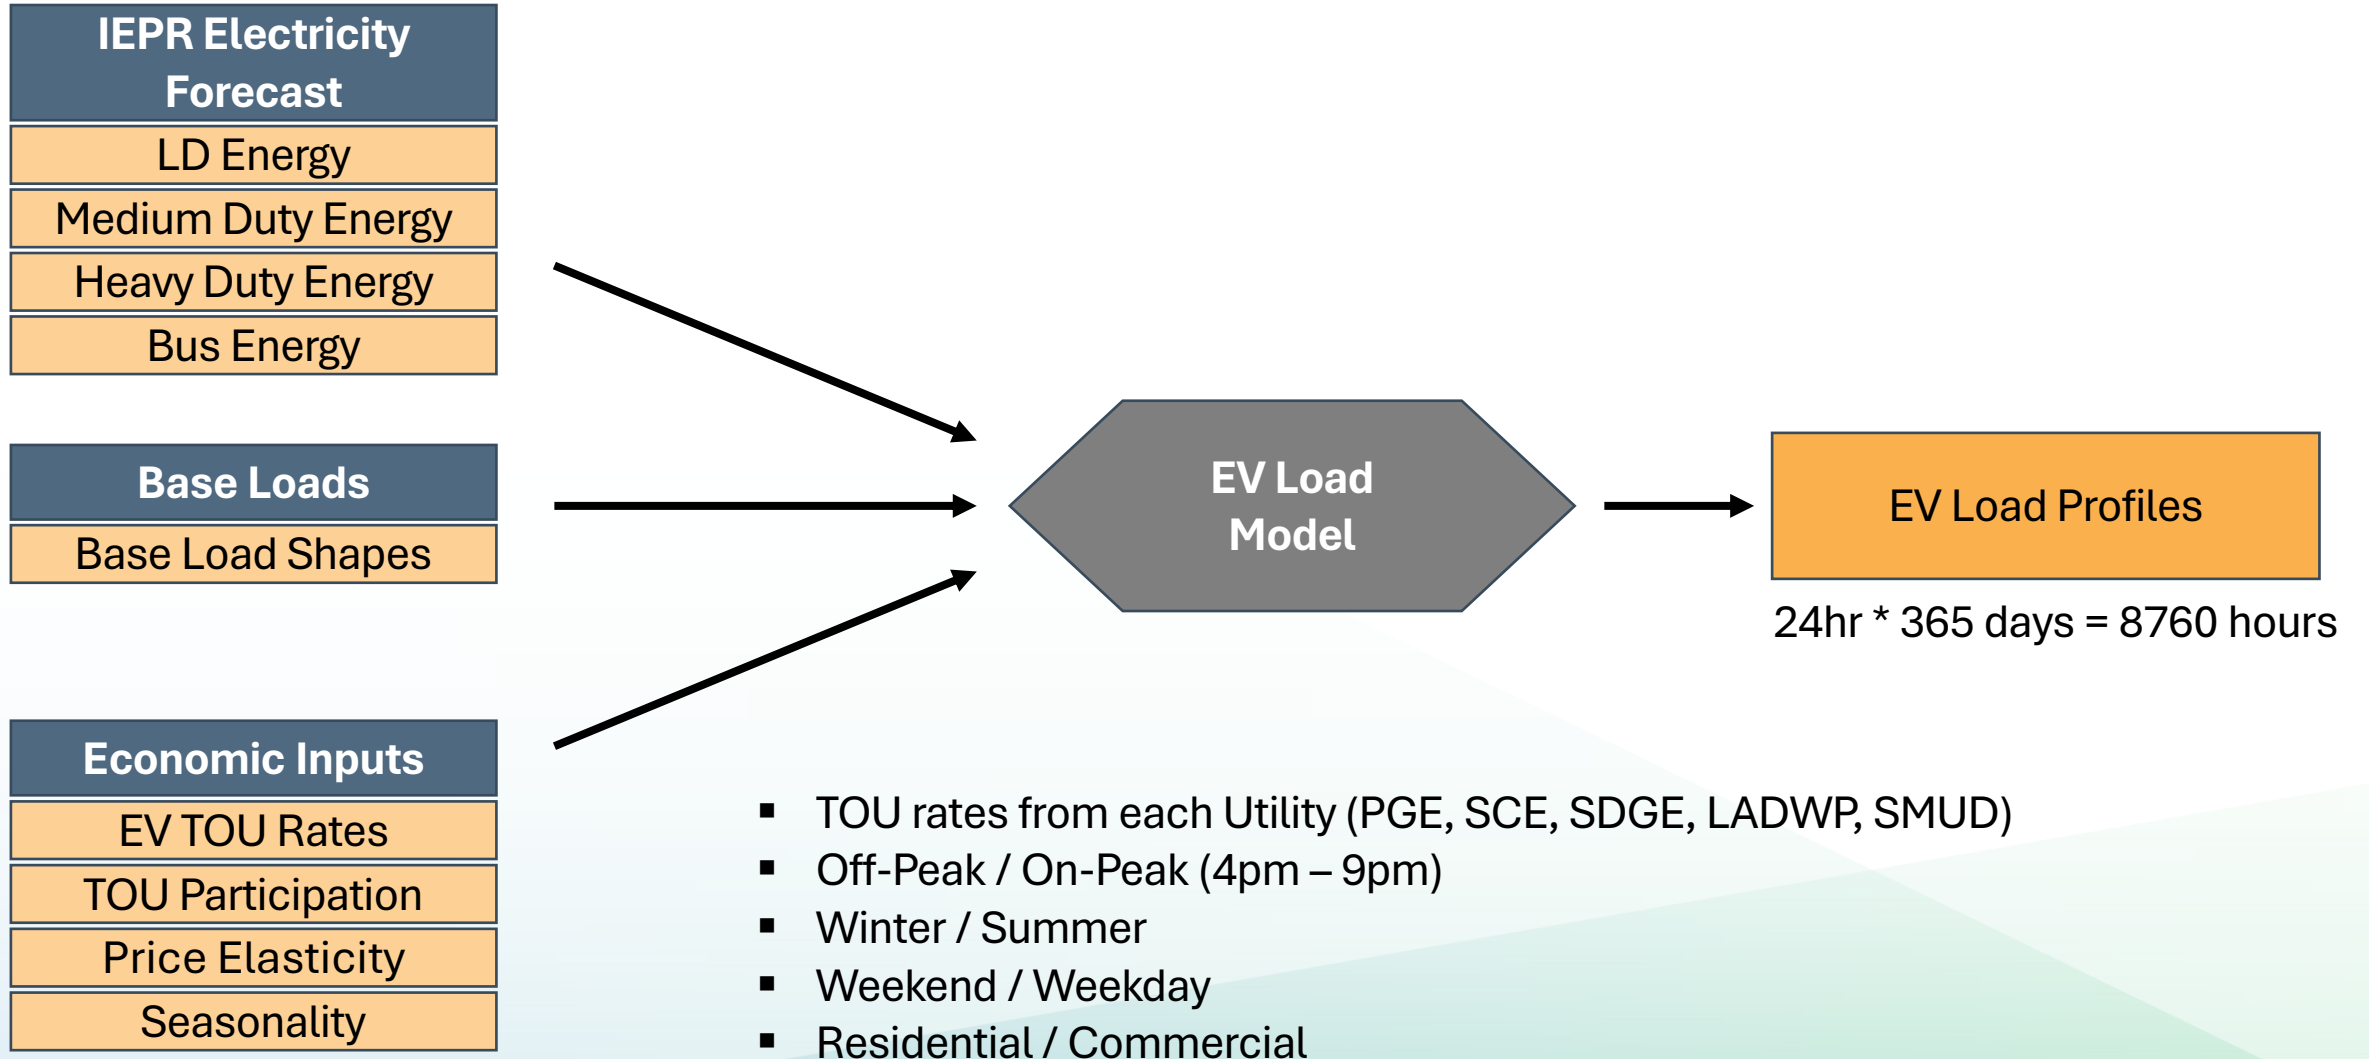 IEPR Electricity
Forecast
LD Energy
Medium Duty Energy
Heavy Duty Energy
Bus Energy
Base Loads
Base Load Shapes
Economic Inputs
EV TOU Rates
TOU Participation
Price Elasticity
Seasonality
EV Load
Model
EV Load Profiles
24hr * 365 days = 8760 hours
▪ TOU rates from each Utility (PGE, SCE, SDGE, LADWP, SMUD)
▪ Off-Peak / On-Peak (4pm – 9pm)
▪ Winter / Summer
▪ Weekend / Weekday
▪ Residential / Commercial